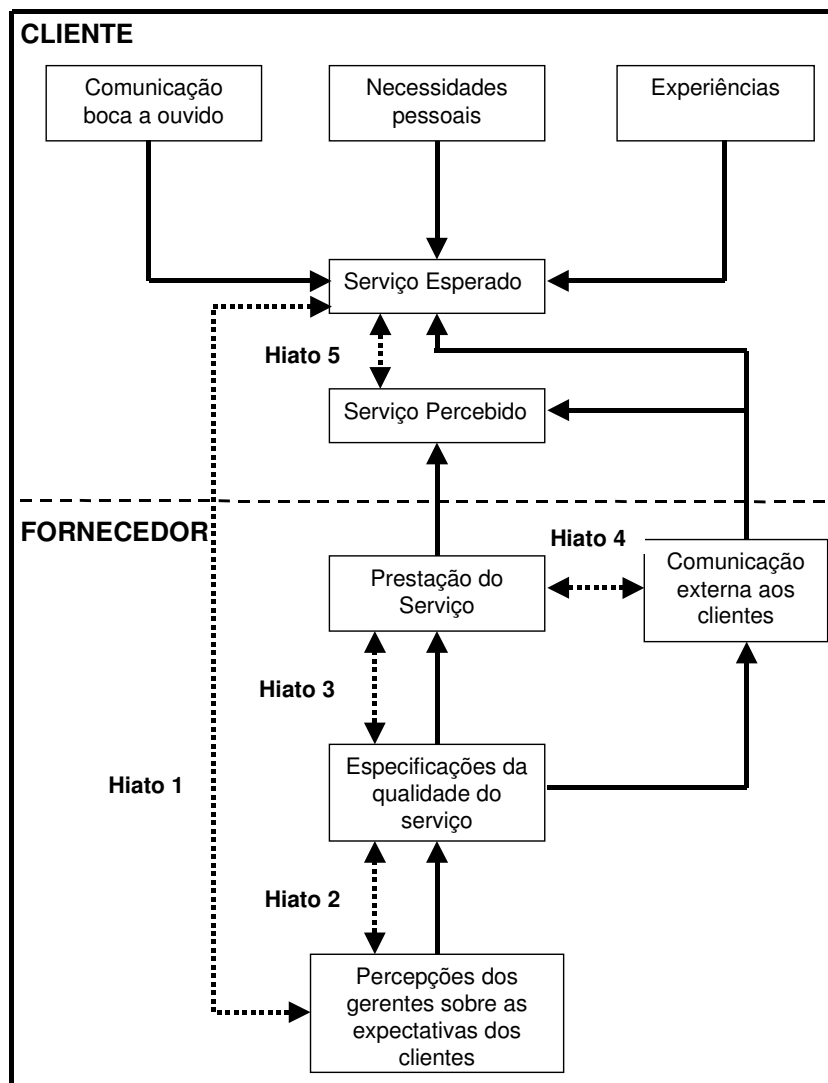 CLIENTE
Comunicação
boca a ouvido
Necessidades
pessoais
Experiências
Serviço Esperado
Hiato 5
Serviço Percebido
FORNECEDOR
Hiato 4
Prestação do
Serviço
Comunicação
externa aos
clientes
Hiato 3
Especificações da
qualidade do
serviço
Hiato 1
Hiato 2
Percepções dos
gerentes sobre as
expectativas dos
clientes